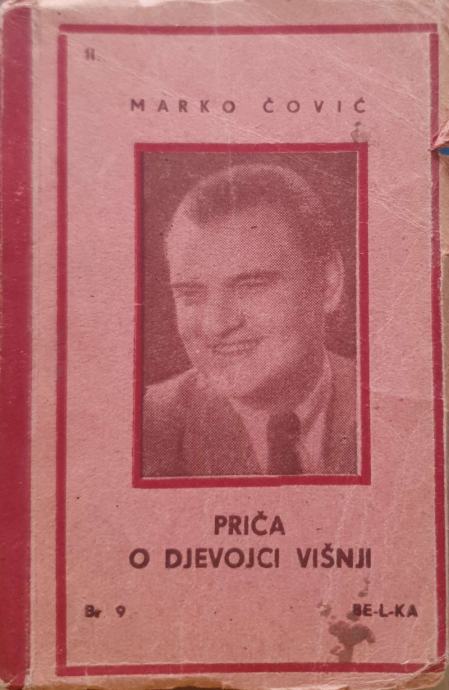 MARKO ČOVIĆ
PRIČA
O DJEVOJCI VIŠNJI
Br 9 BE-L-KA